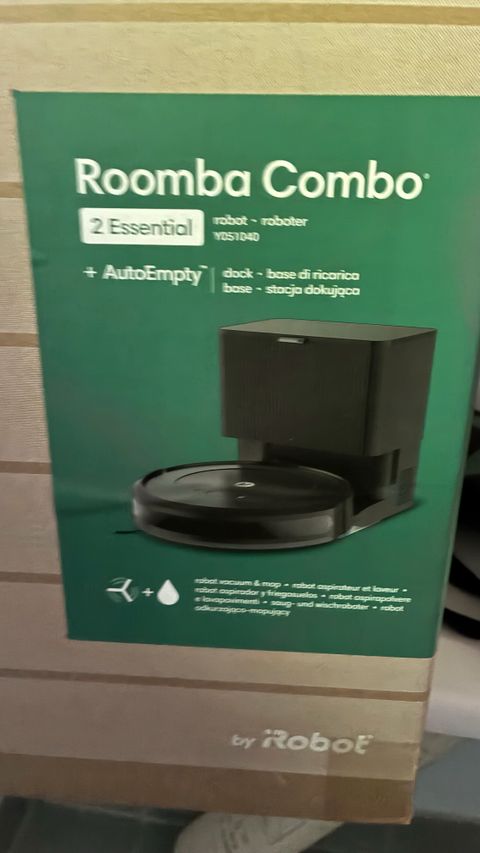 Roomba Combo®
2 Essential
robot - roboter
Y051040
+ AutoEmpty™
dock - base di ricarica
base - stacja dokująca
robot vacuum & mop • robot aspirateur et laveur •
robot aspirador y friegasuelos • robot aspirapolvere
e lavapavimenti • saug- und wischroboter • robot
odkurzająco-mopujący
by iRobot®